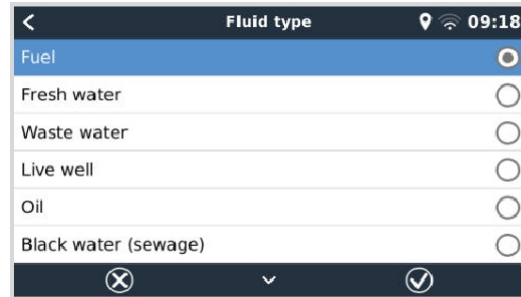 Fluid type 09:18
Fuel
Fresh water
Waste water
Live well
Oil
Black water (sewage)